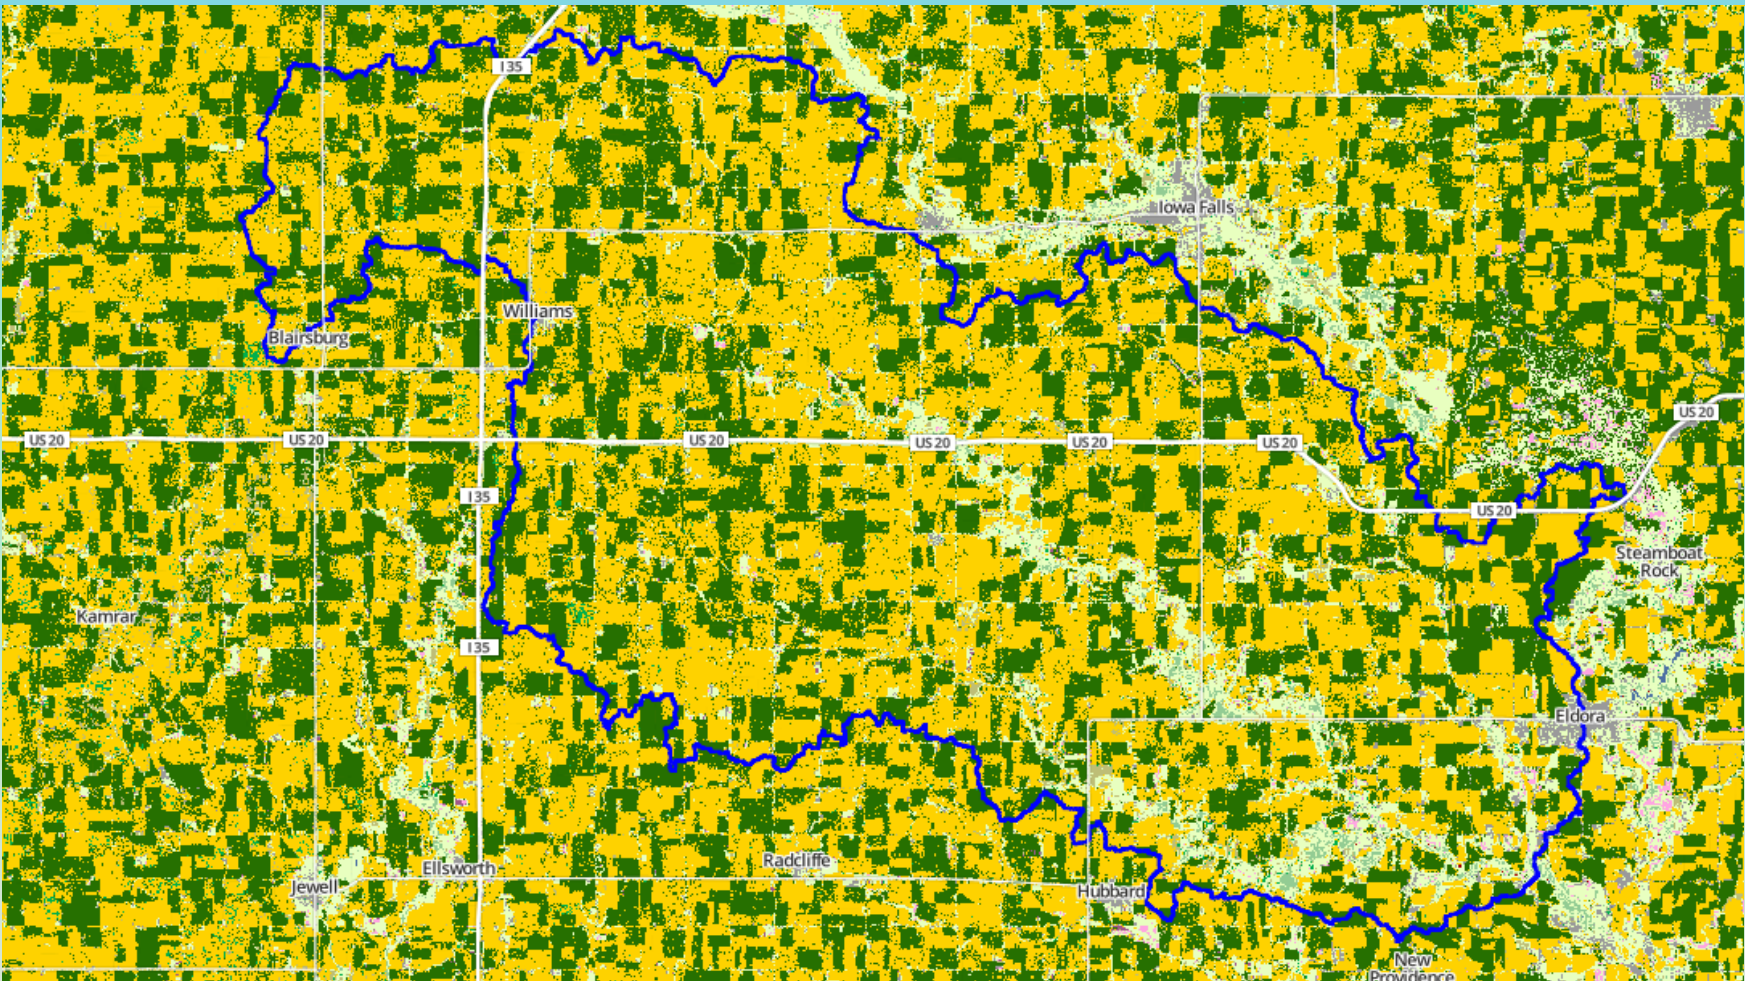 I 35
Iowa Falls
Williams
Blairsburg
US 20
US 20
US 20
US 20
US 20
US 20
US 20
I 35
US 20
Steamboat
Rock
Kamrar
I 35
Eldora
Radcliffe
Ellsworth
Jewell
Hubbard
New
Providence